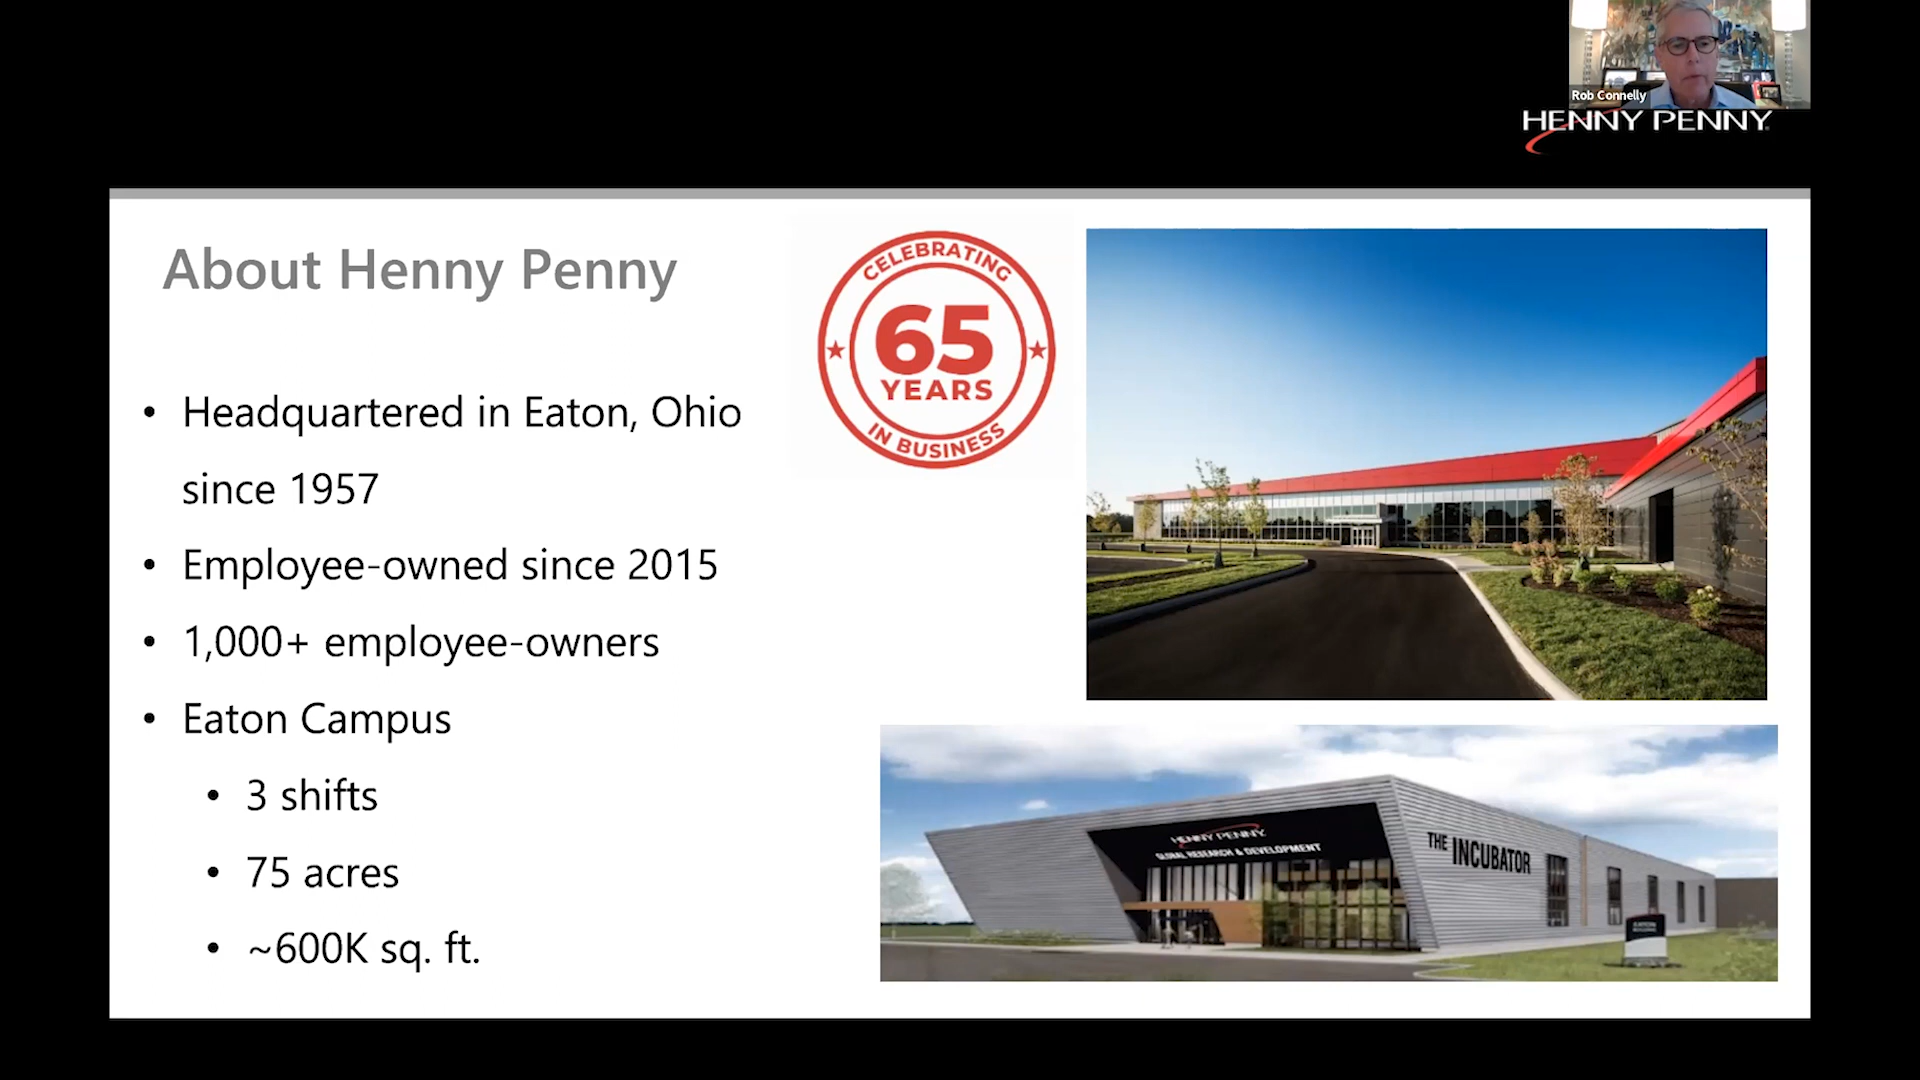 Rob Connelly
HENNY PENNY
About Henny Penny
CELEBRATING
65
YEARS
IN BUSINESS
• Headquartered in Eaton, Ohio
since 1957
• Employee-owned since 2015
• 1,000+ employee-owners
• Eaton Campus
• 3 shifts
• 75 acres
• ~600K sq. ft.
HENNY PENNY
GLOBAL RESEARCH & DEVELOPMENT
THE INCUBATOR